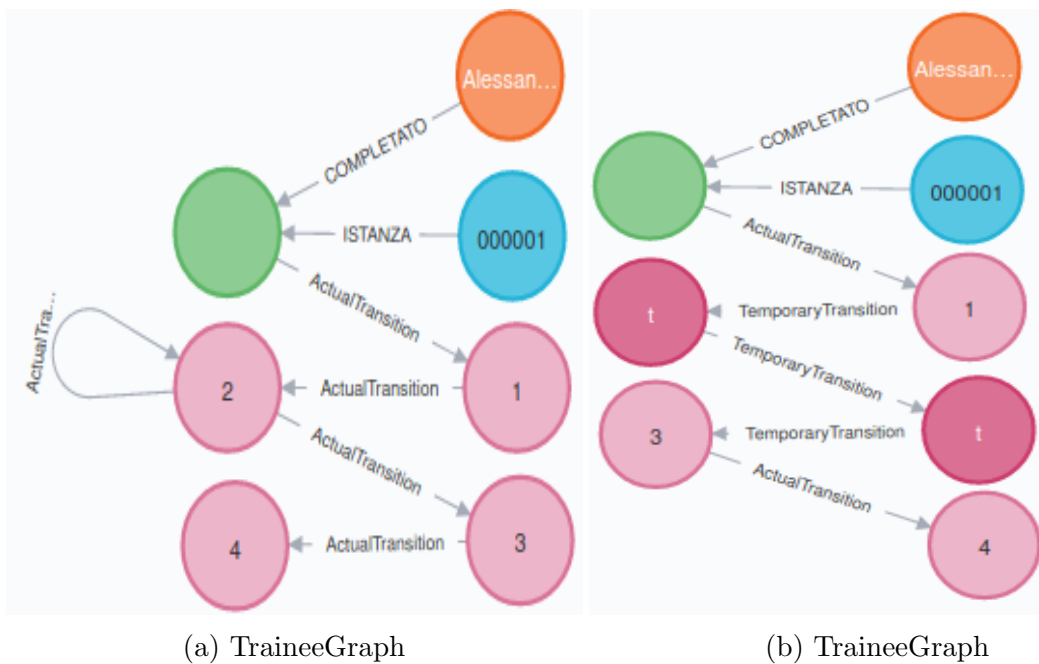 Alessan...
COMPLETATO
ISTANZA
000001
ActualTransition
ActualTra...
2
ActualTransition
1
ActualTransition
4
ActualTransition
3
(a) TraineeGraph
Alessan...
COMPLETATO
ISTANZA
000001
ActualTransition
t
TemporaryTransition
1
TemporaryTransition
3
TemporaryTransition
t
ActualTransition
4
(b) TraineeGraph